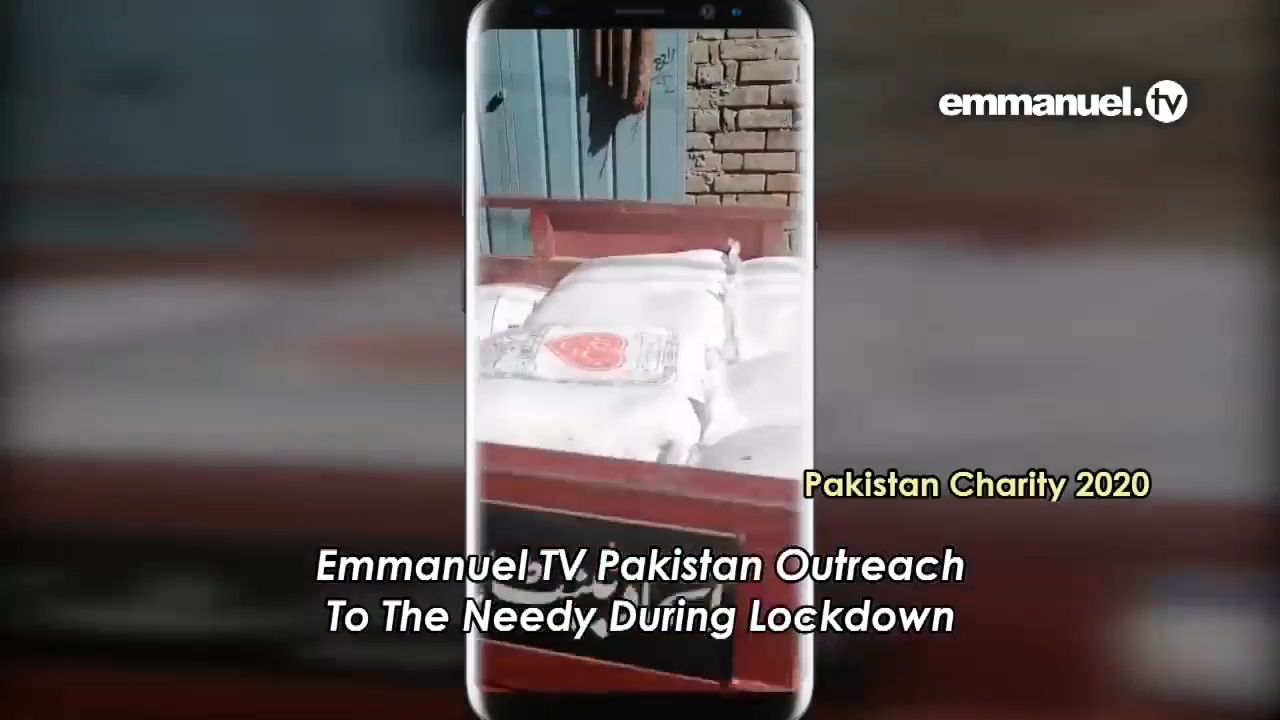 emmanuel.tv
Pakistan Charity 2020
Emmanuel TV Pakistan Outreach
To The Needy During Lockdown